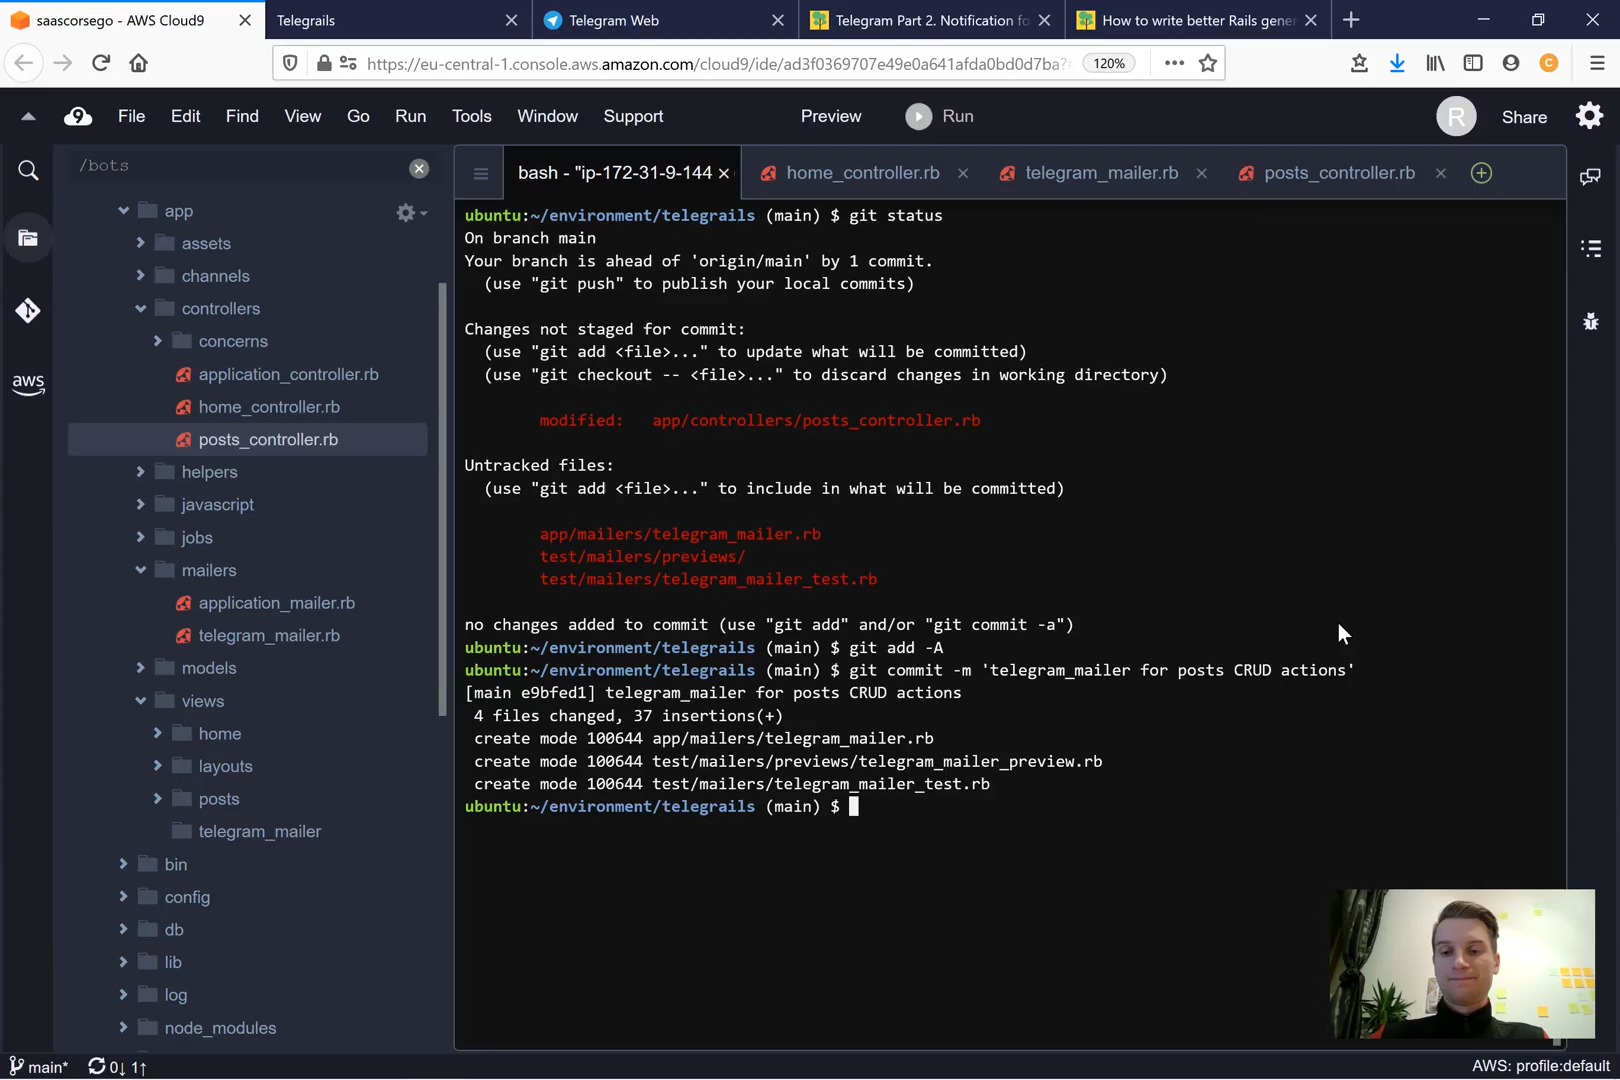 saascorsego - AWS Cloud9
Telegrails
Telegram Web
Telegram Part 2. Notification fo
How to write better Rails gener
https://eu-central-1.console.aws.amazon.com/cloud9/ide/ad3f0369707e49e0a641afda0bd0d7ba?
120%
9 File Edit Find View Go Run Tools Window Support Preview Run R Share
/bots
app
assets
channels
controllers
concerns
application_controller.rb
home_controller.rb
posts_controller.rb
helpers
javascript
jobs
mailers
application_mailer.rb
telegram_mailer.rb
models
views
home
layouts
posts
telegram_mailer
bin
config
db
lib
log
node_modules
aws
bash - "ip-172-31-9-144
home_controller.rb
telegram_mailer.rb
posts_controller.rb
ubuntu:~/environment/telegrails (main) $ git status
On branch main
Your branch is ahead of 'origin/main' by 1 commit.
(use "git push" to publish your local commits)
Changes not staged for commit:
(use "git add <file>..." to update what will be committed)
(use "git checkout -- <file>..." to discard changes in working directory)
modified:   app/controllers/posts_controller.rb
Untracked files:
(use "git add <file>..." to include in what will be committed)
app/mailers/telegram_mailer.rb
test/mailers/previews/
test/mailers/telegram_mailer_test.rb
no changes added to commit (use "git add" and/or "git commit -a")
ubuntu:~/environment/telegrails (main) $ git add -A
ubuntu:~/environment/telegrails (main) $ git commit -m 'telegram_mailer for posts CRUD actions'
[main e9bfed1] telegram_mailer for posts CRUD actions
4 files changed, 37 insertions(+)
create mode 100644 app/mailers/telegram_mailer.rb
create mode 100644 test/mailers/previews/telegram_mailer_preview.rb
create mode 100644 test/mailers/telegram_mailer_test.rb
ubuntu:~/environment/telegrails (main) $
main* 0↓ 1↑
AWS: profile:default